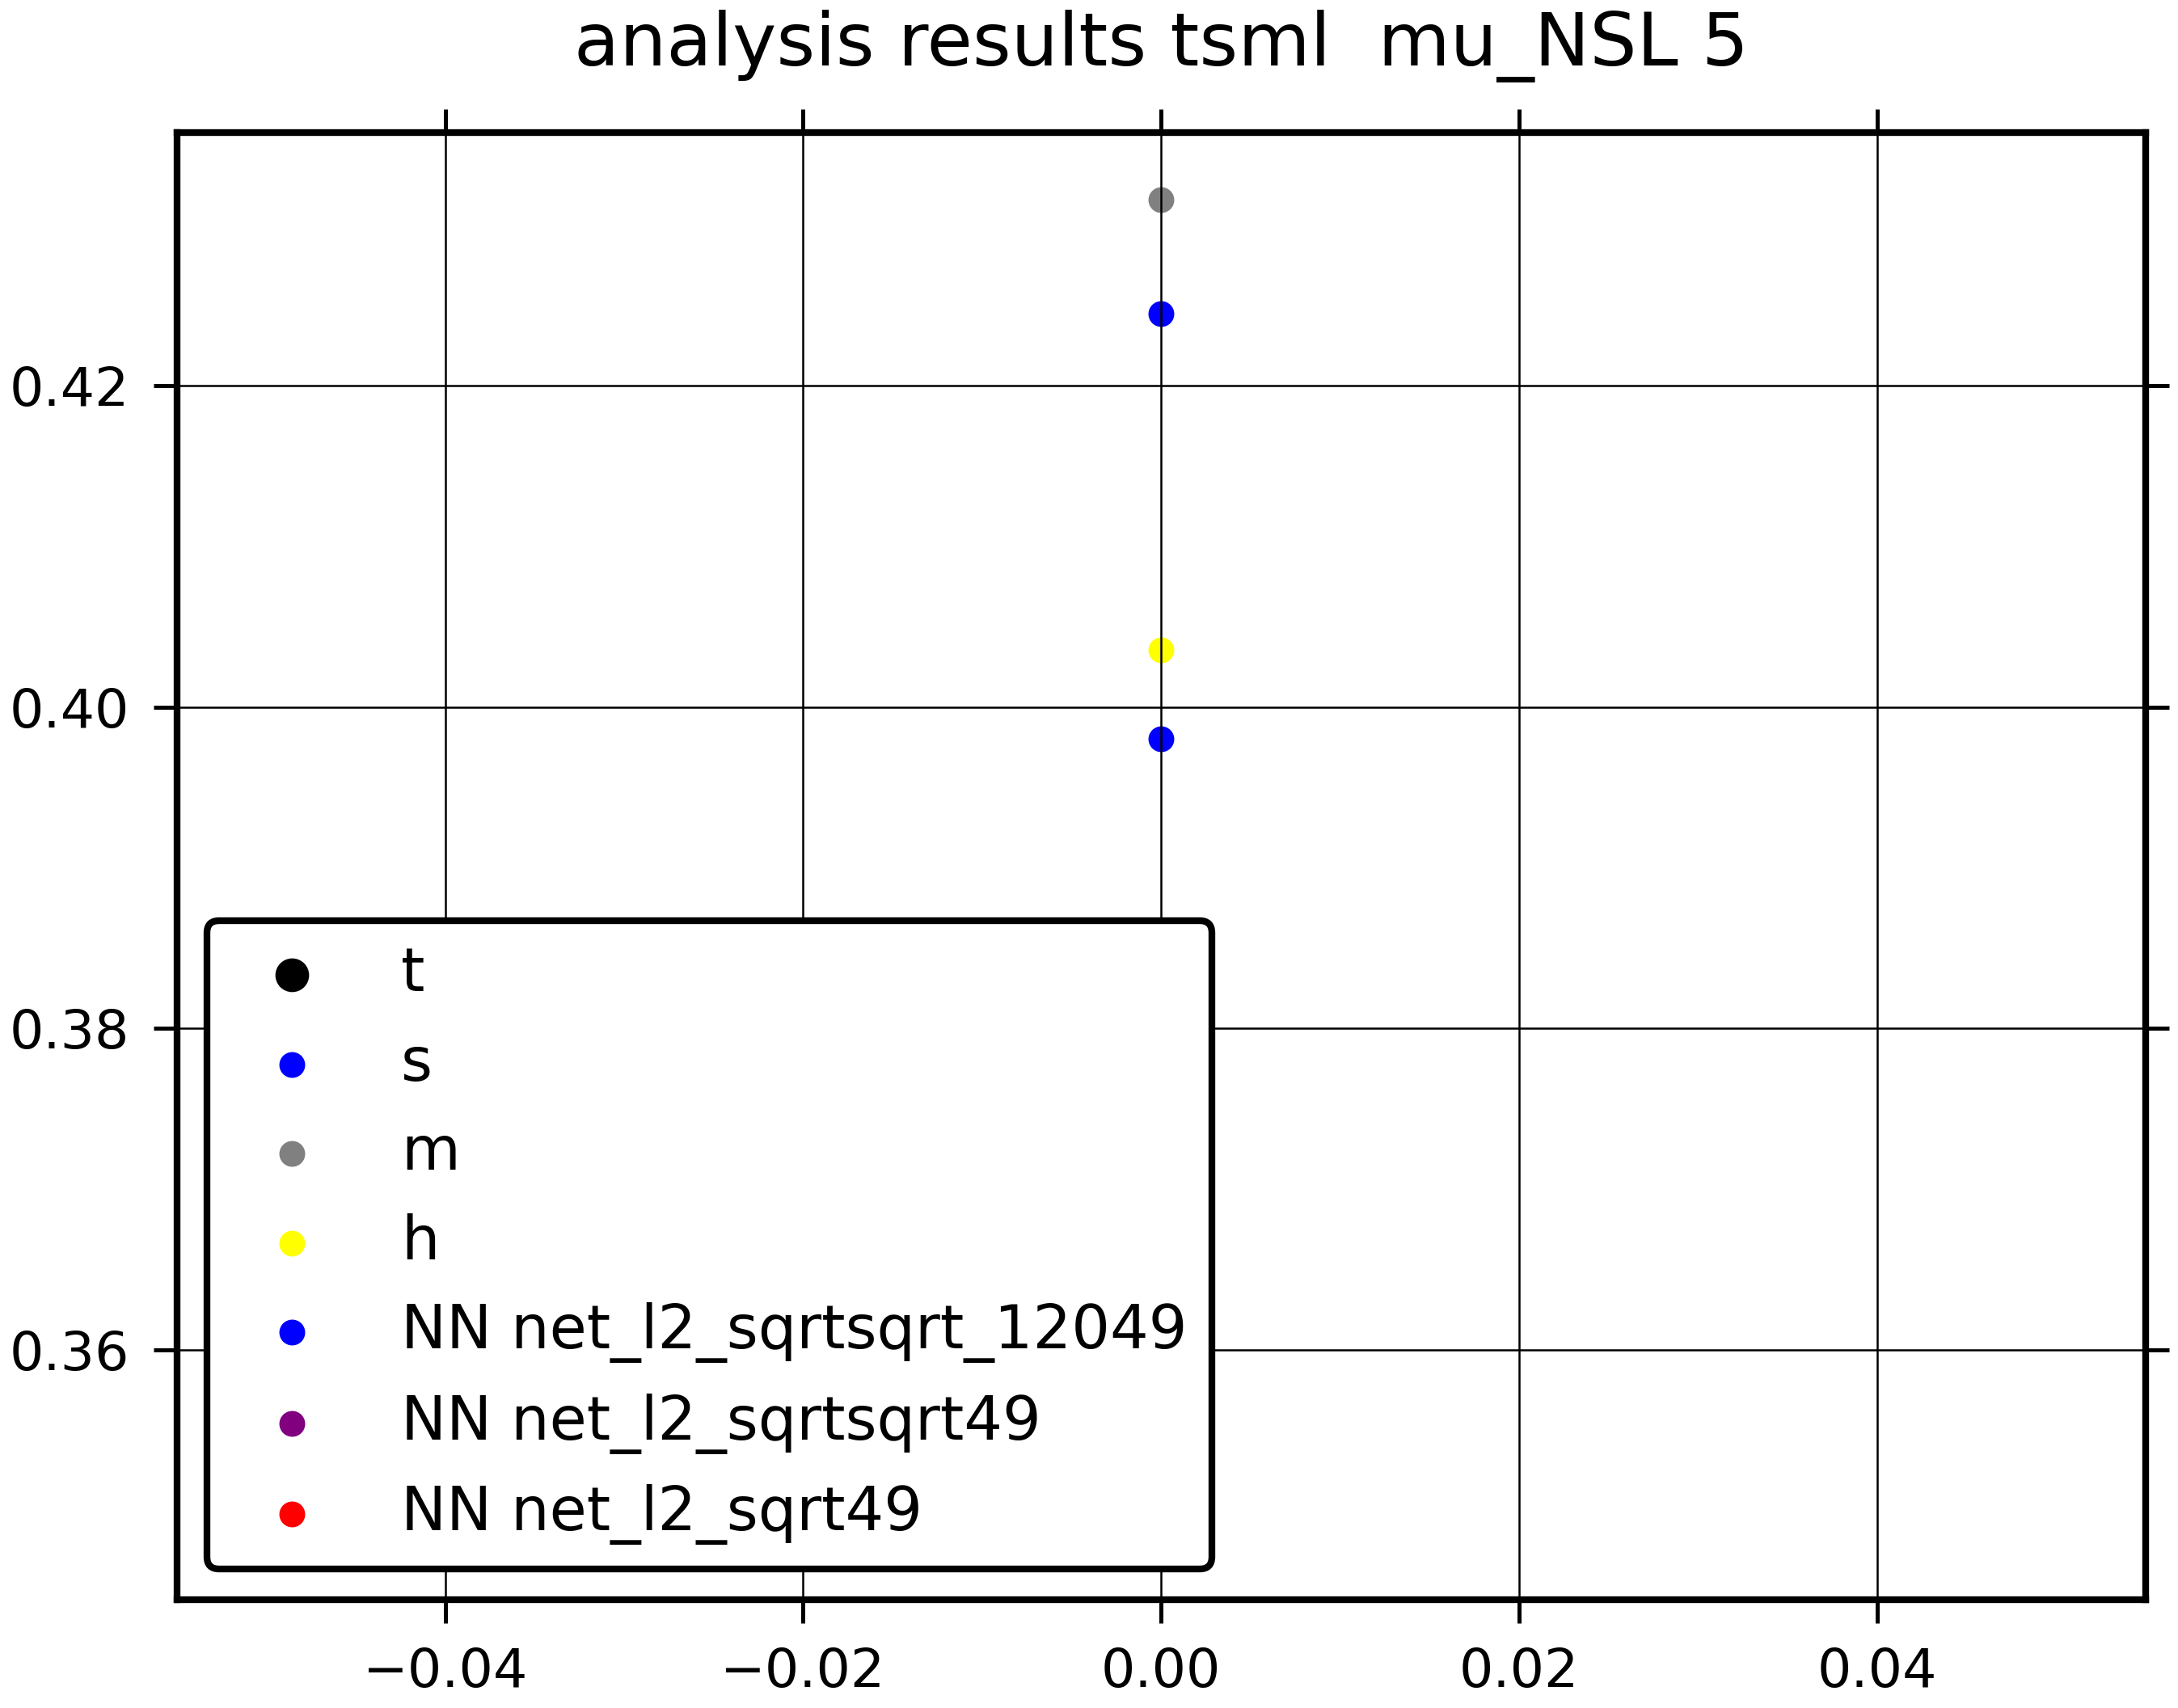 analysis results tsml  mu_NSL 5
0.42
0.40
0.38
0.36
t
s
m
h
NN net_l2_sqrtsqrt_12049
NN net_l2_sqrtsqrt49
NN net_l2_sqrt49
−0.04 −0.02 0.00 0.02 0.04